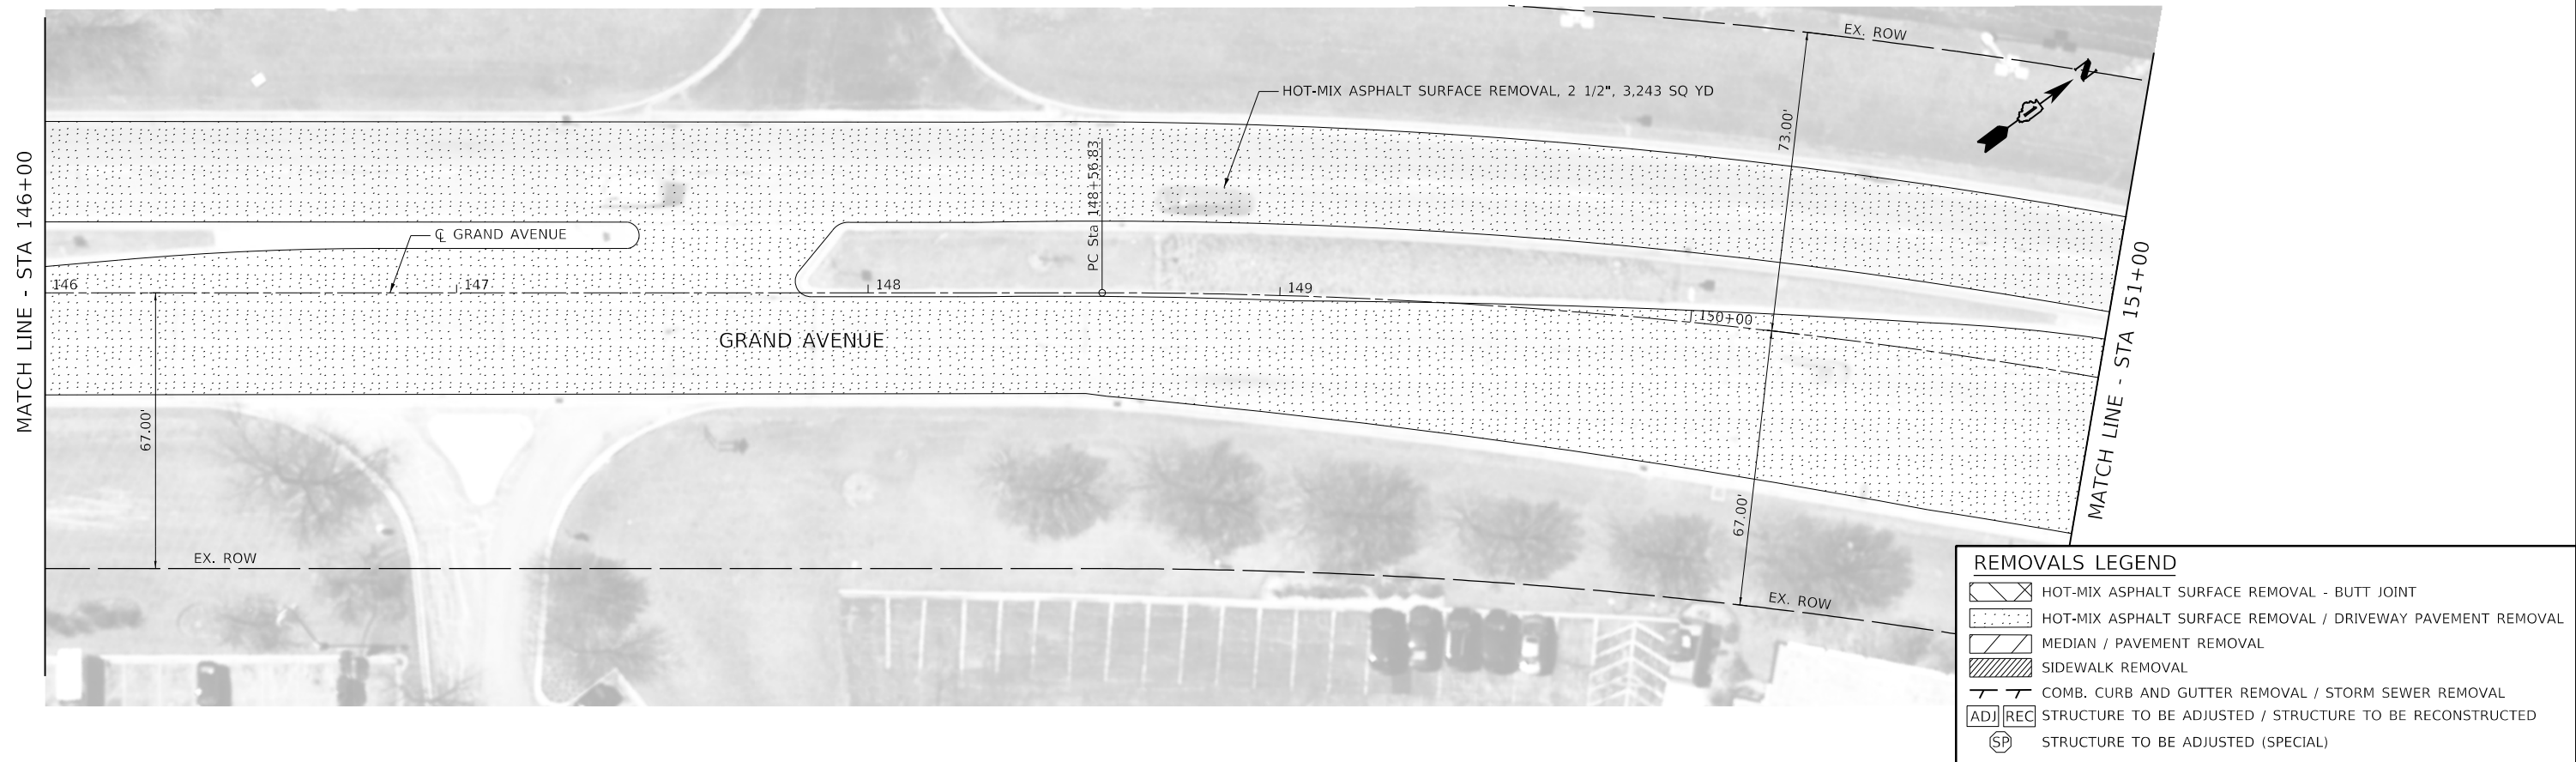 EX. ROW
N
HOT-MIX ASPHALT SURFACE REMOVAL, 2 1/2", 3,243 SQ YD
73.00'
PC Sta 148+56.83
MATCH LINE - STA 146+00
℄ GRAND AVENUE
146
147
148
149
150+00
GRAND AVENUE
MATCH LINE - STA 151+00
67.00'
67.00'
EX. ROW
EX. ROW
REMOVALS LEGEND
HOT-MIX ASPHALT SURFACE REMOVAL - BUTT JOINT
HOT-MIX ASPHALT SURFACE REMOVAL / DRIVEWAY PAVEMENT REMOVAL
MEDIAN / PAVEMENT REMOVAL
SIDEWALK REMOVAL
COMB. CURB AND GUTTER REMOVAL / STORM SEWER REMOVAL
ADJ REC STRUCTURE TO BE ADJUSTED / STRUCTURE TO BE RECONSTRUCTED
SP STRUCTURE TO BE ADJUSTED (SPECIAL)